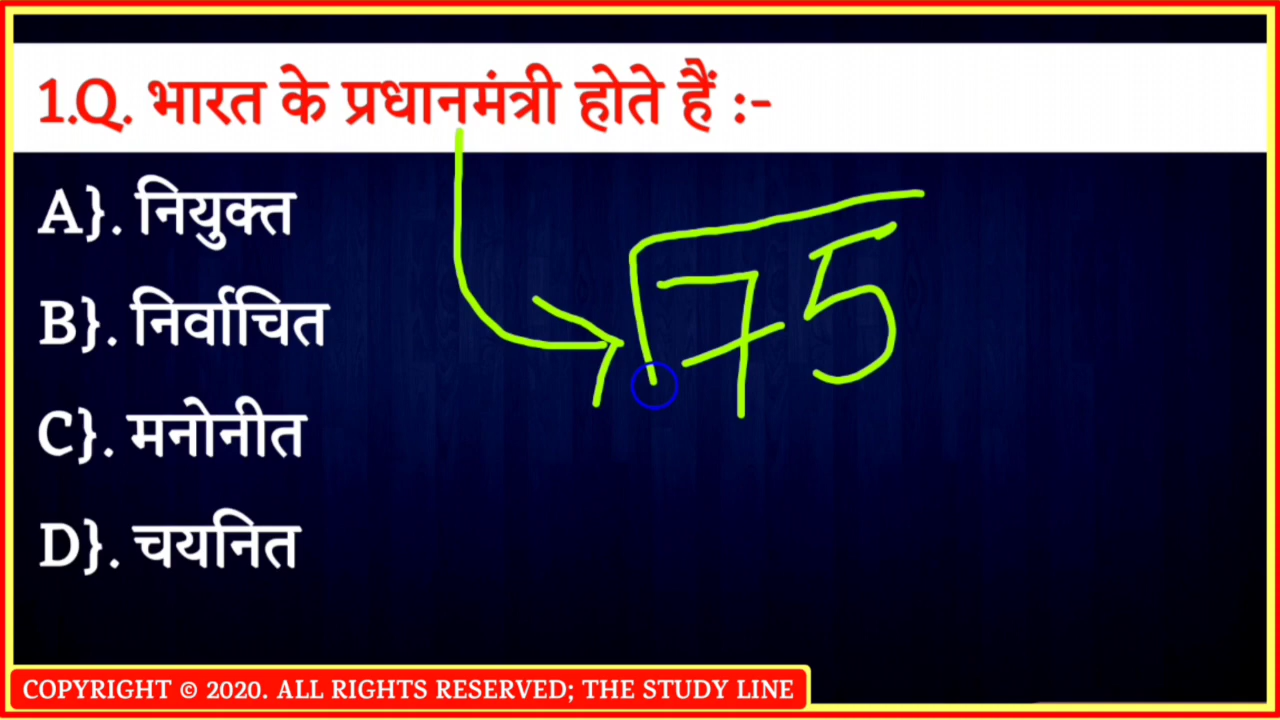 1.Q. भारत के प्रधानमंत्री होते हैं :-
A}. नियुक्त
75
B}. निर्वाचित
C}. मनोनीत
D}. चयनित
COPYRIGHT © 2020. ALL RIGHTS RESERVED; THE STUDY LINE